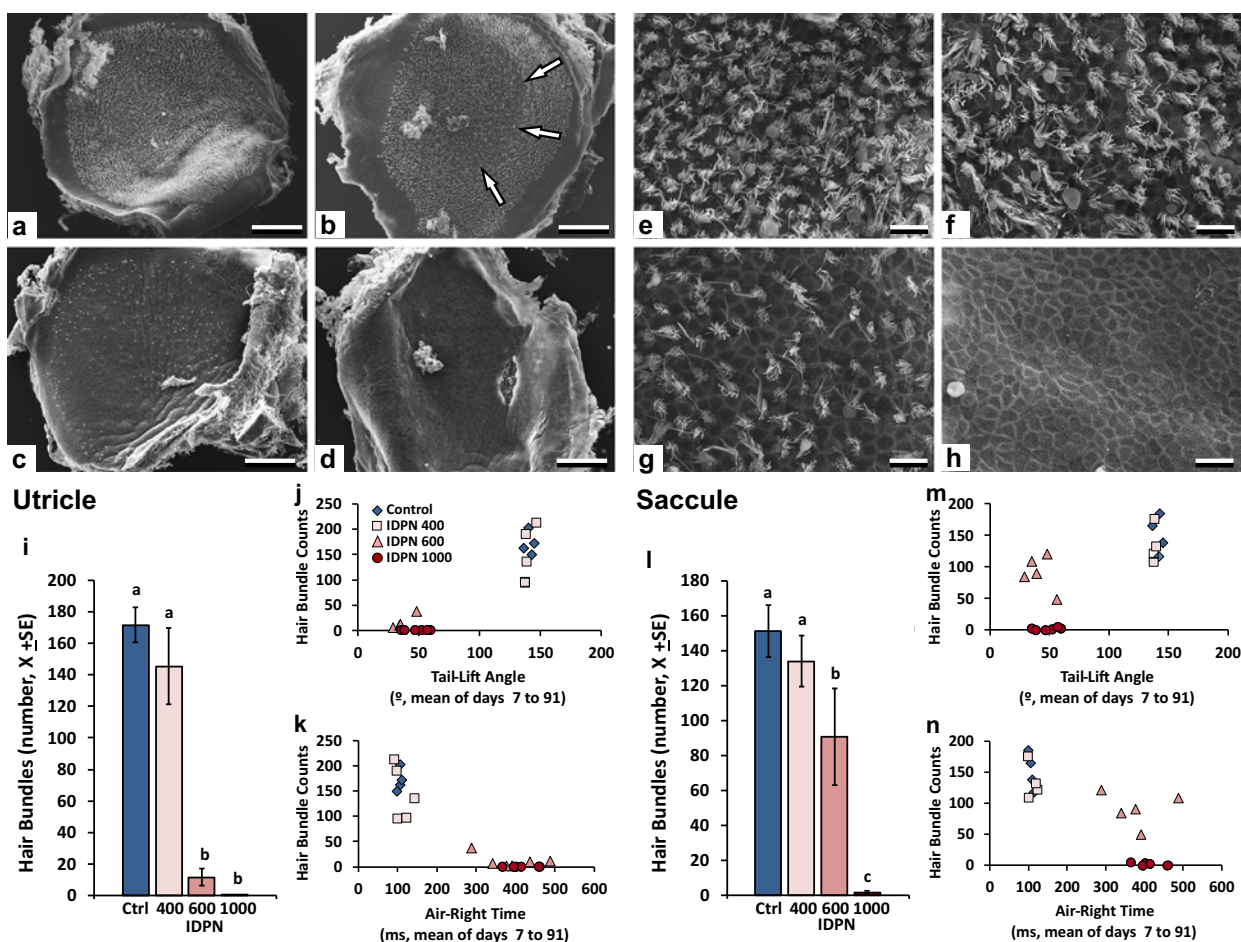 a
b
e
f
c
d
g
h
Utricle
i
Hair Bundles (number, X ±SE)
200
180
160
140
120
100
80
60
40
20
0
a
a
b
b
Ctrl 400 600 1000
IDPN
j
Hair Bundle Counts
250
200
150
100
50
0
Control
IDPN 400
IDPN 600
IDPN 1000
0 50 100 150 200
Tail-Lift Angle
(º, mean of days 7 to 91)
k
Hair Bundle Counts
250
200
150
100
50
0
0 100 200 300 400 500 600
Air-Right Time
(ms, mean of days 7 to 91)
Saccule
l
Hair Bundles (number, X ±SE)
180
160
140
120
100
80
60
40
20
0
a
a
b
c
Ctrl 400 600 1000
IDPN
m
Hair Bundle Counts
200
150
100
50
0
0 50 100 150 200
Tail-Lift Angle
(º, mean of days 7 to 91)
n
Hair Bundle Counts
200
150
100
50
0
0 100 200 300 400 500 600
Air-Right Time
(ms, mean of days 7 to 91)